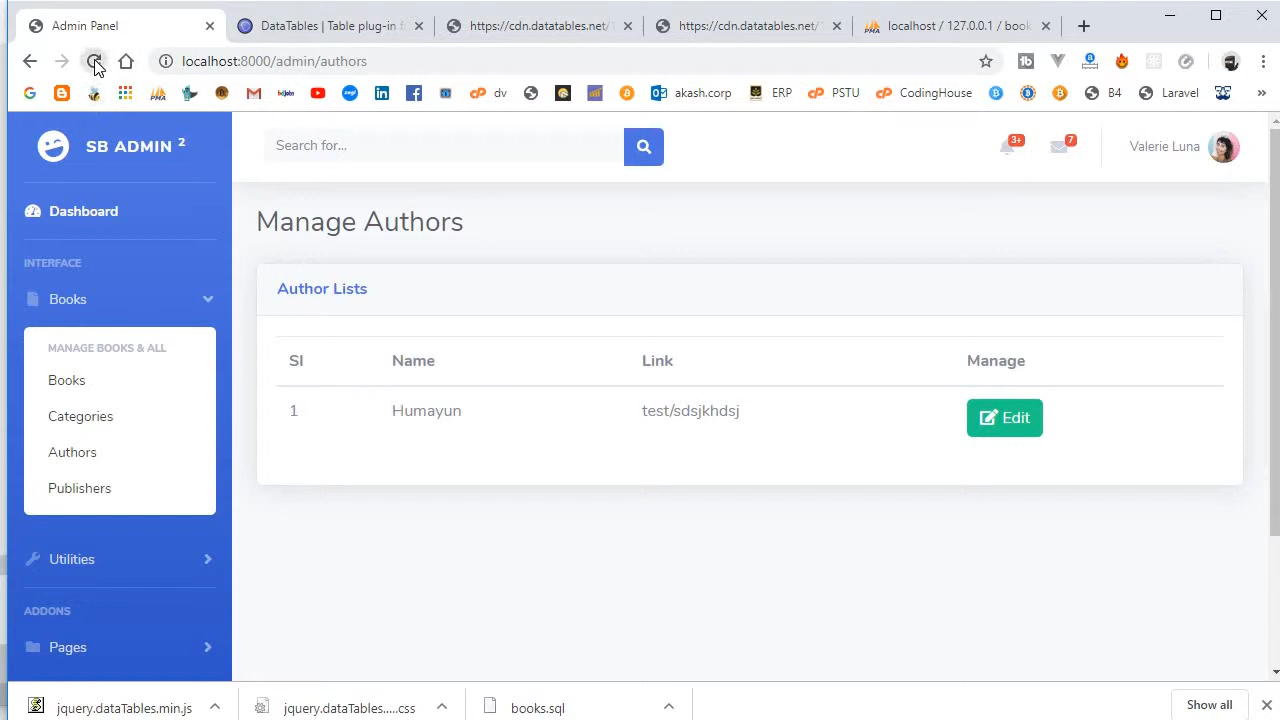 Admin Panel
DataTables | Table plug-in f
https://cdn.datatables.net/1
https://cdn.datatables.net/1
localhost / 127.0.0.1 / book
localhost:8000/admin/authors
dv
akash.corp
ERP
PSTU
CodingHouse
B4
Laravel
SB ADMIN 2
Search for...
3+
7
Valerie Luna
Dashboard
INTERFACE
Books
MANAGE BOOKS & ALL
Books
Categories
Authors
Publishers
Utilities
ADDONS
Pages
Manage Authors
Author Lists
Sl Name Link Manage
1 Humayun test/sdsjkhdsj Edit
jquery.dataTables.min.js
jquery.dataTables.....css
books.sql
Show all